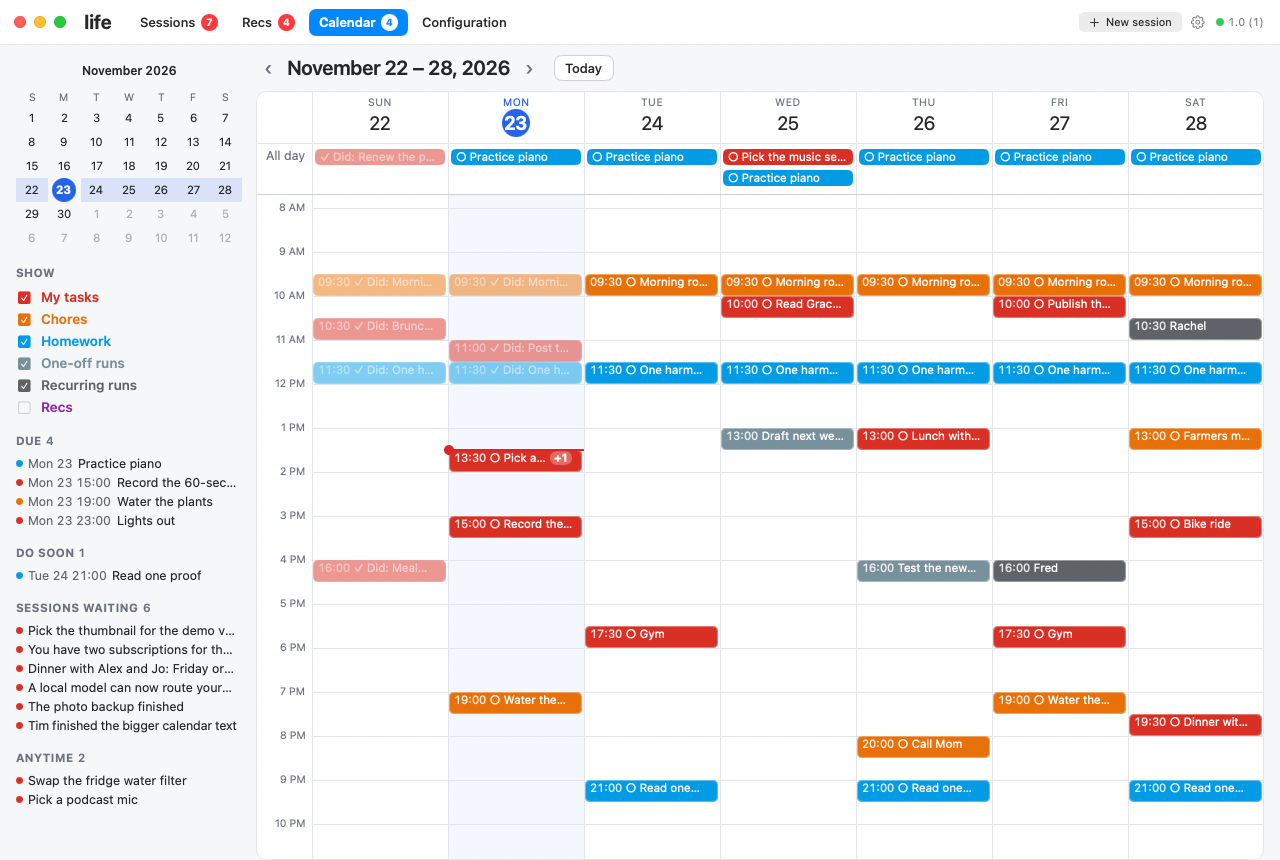 life
Sessions 7
Recs 4
Calendar 4
Configuration
New session
1.0 (1)
November 2026
S M T W T F S
1 2 3 4 5 6 7
8 9 10 11 12 13 14
15 16 17 18 19 20 21
22 23 24 25 26 27 28
29 30 1 2 3 4 5
6 7 8 9 10 11 12
SHOW
My tasks
Chores
Homework
One-off runs
Recurring runs
Recs
DUE 4
Mon 23 Practice piano
Mon 23 15:00 Record the 60-sec...
Mon 23 19:00 Water the plants
Mon 23 23:00 Lights out
DO SOON 1
Tue 24 21:00 Read one proof
SESSIONS WAITING 6
Pick the thumbnail for the demo v...
You have two subscriptions for th...
Dinner with Alex and Jo: Friday or...
A local model can now route your...
The photo backup finished
Tim finished the bigger calendar text
ANYTIME 2
Swap the fridge water filter
Pick a podcast mic
November 22 – 28, 2026
Today
SUN MON TUE WED THU FRI SAT
22 23 24 25 26 27 28
All day
✓ Did: Renew the p... Practice piano Practice piano Pick the music se... Practice piano Practice piano Practice piano
Practice piano
8 AM
9 AM
09:30 ✓ Did: Morni... 09:30 ✓ Did: Morni... 09:30 Morning ro... 09:30 Morning ro... 09:30 Morning ro... 09:30 Morning ro... 09:30 Morning ro...
10 AM
10:00 Read Grac... 10:00 Publish th...
10:30 ✓ Did: Brunc... 10:30 Rachel
11 AM
11:00 ✓ Did: Post t...
11:30 ✓ Did: One h... 11:30 ✓ Did: One h... 11:30 One harm... 11:30 One harm... 11:30 One harm... 11:30 One harm... 11:30 One harm...
12 PM
1 PM
13:00 Draft next we... 13:00 Lunch with... 13:00 Farmers m...
13:30 Pick a... +1
2 PM
3 PM
15:00 Record the... 15:00 Bike ride
4 PM
16:00 ✓ Did: Meal... 16:00 Test the new... 16:00 Fred
5 PM
17:30 Gym 17:30 Gym
6 PM
7 PM
19:00 Water the... 19:00 Water the...
19:30 Dinner wit...
8 PM
20:00 Call Mom
9 PM
21:00 Read one... 21:00 Read one... 21:00 Read one...
10 PM